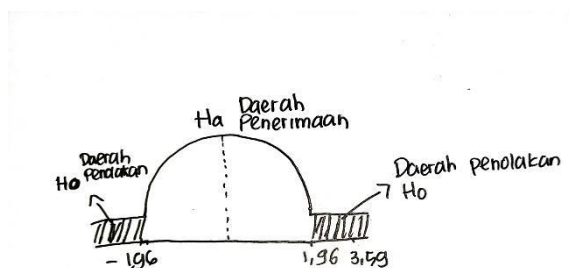 Ha Daerah
Penerimaan
Daerah
Penolakan
Ho
Daerah penolakan
Ho
-1,96
1,96 3,59